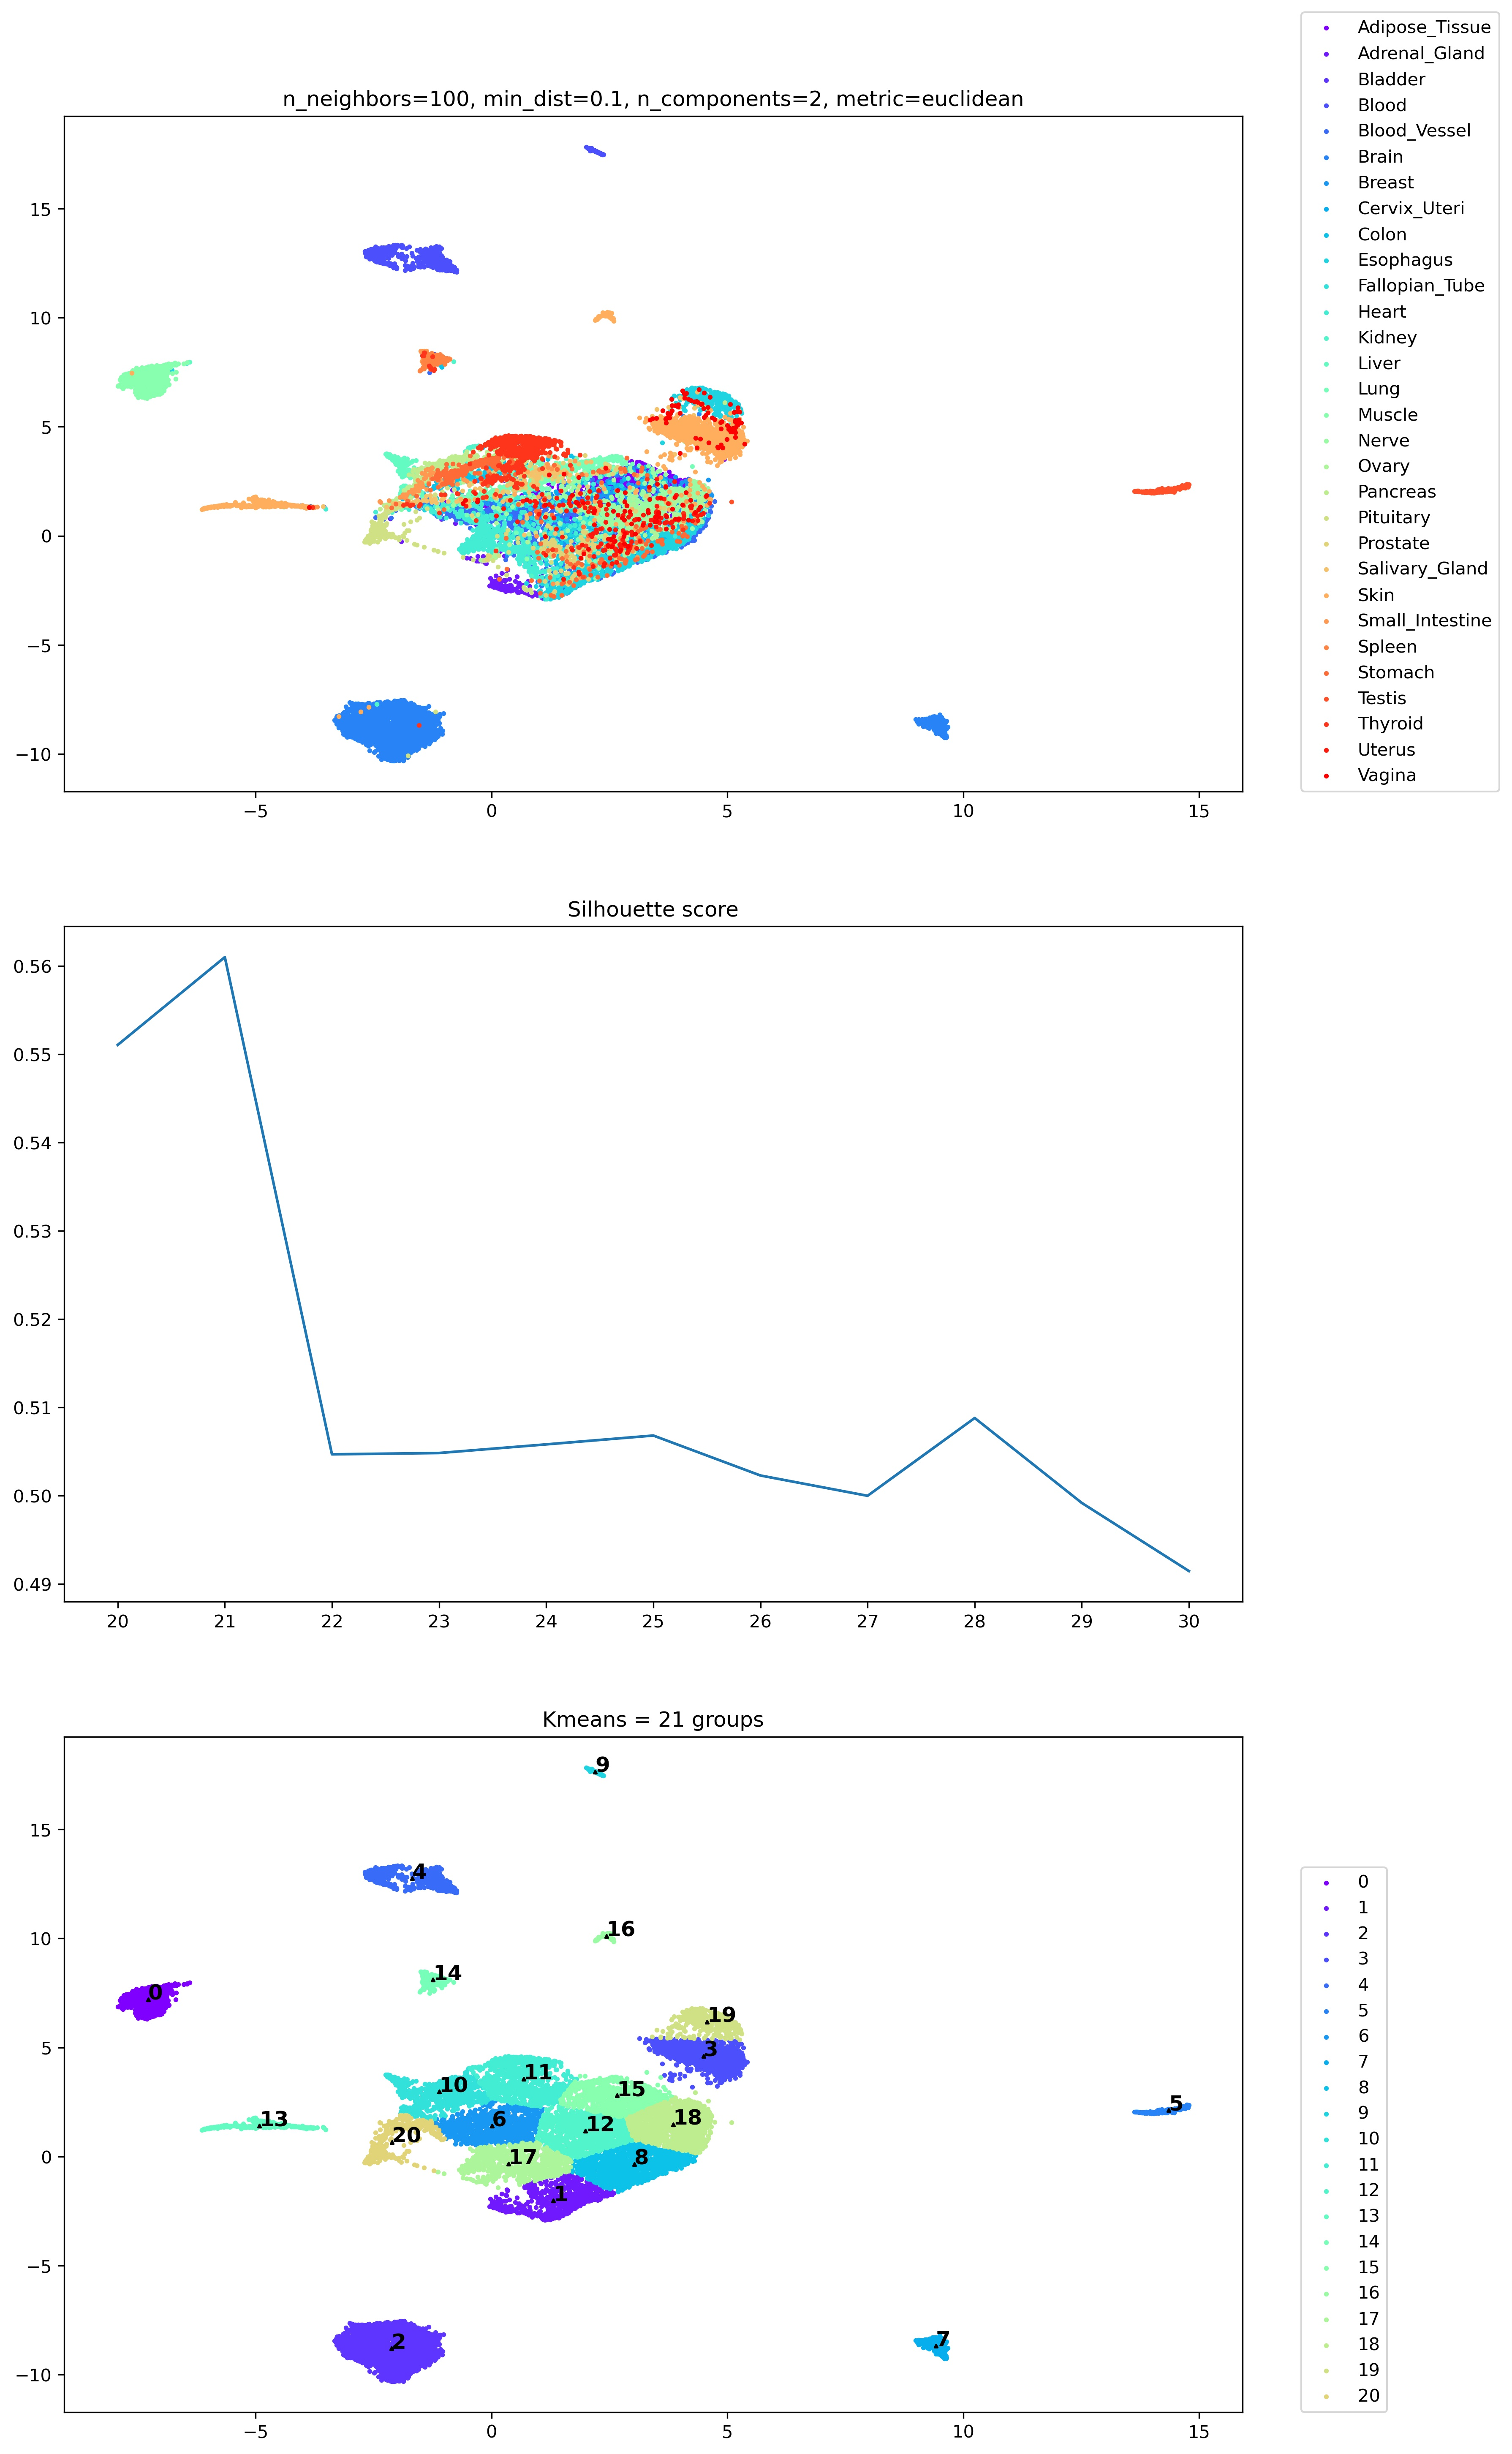 n_neighbors=100, min_dist=0.1, n_components=2, metric=euclidean
15
10
5
0
−5
−10
−5
0
5
10
15
Adipose_Tissue
Adrenal_Gland
Bladder
Blood
Blood_Vessel
Brain
Breast
Cervix_Uteri
Colon
Esophagus
Fallopian_Tube
Heart
Kidney
Liver
Lung
Muscle
Nerve
Ovary
Pancreas
Pituitary
Prostate
Salivary_Gland
Skin
Small_Intestine
Spleen
Stomach
Testis
Thyroid
Uterus
Vagina
Silhouette score
0.56
0.55
0.54
0.53
0.52
0.51
0.50
0.49
20
21
22
23
24
25
26
27
28
29
30
Kmeans = 21 groups
15
10
5
0
−5
−10
−5
0
5
10
15
9
4
16
14
0
19
3
11
10
15
13
6
12
18
5
20
17
8
1
2
7
0
1
2
3
4
5
6
7
8
9
10
11
12
13
14
15
16
17
18
19
20